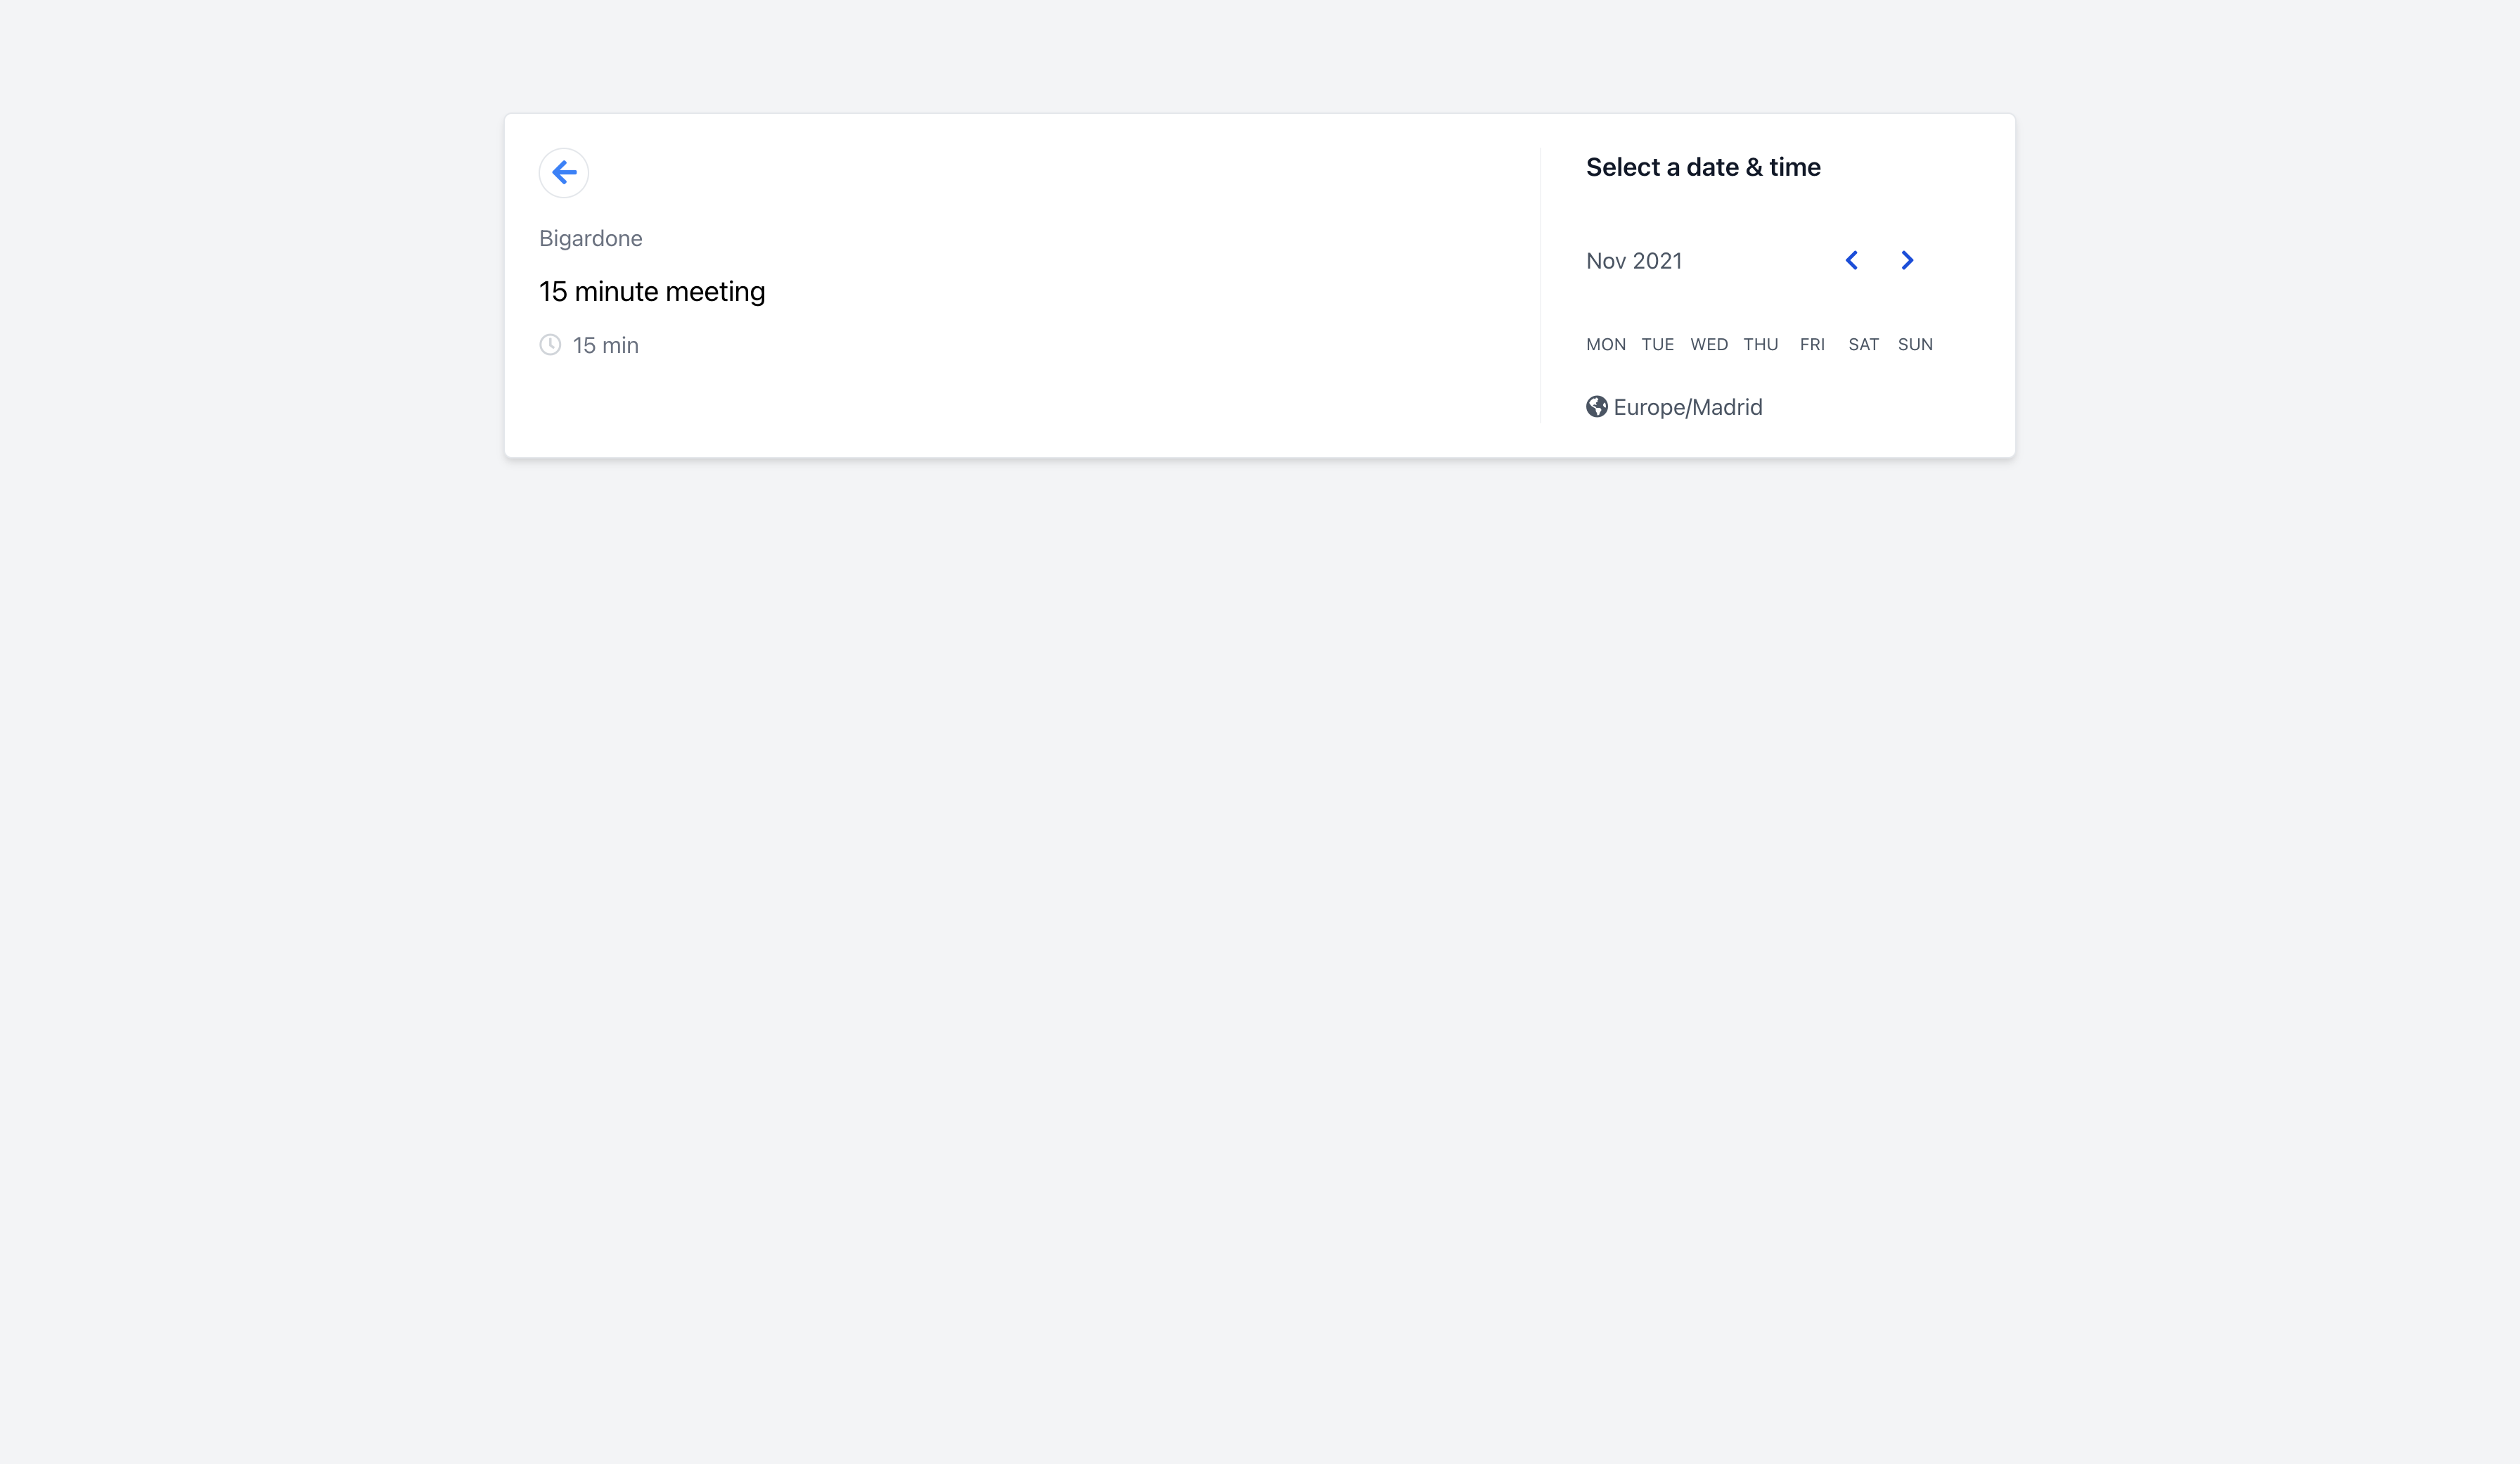 Bigardone
15 minute meeting
15 min
Select a date & time
Nov 2021
MON TUE WED THU FRI SAT SUN
Europe/Madrid